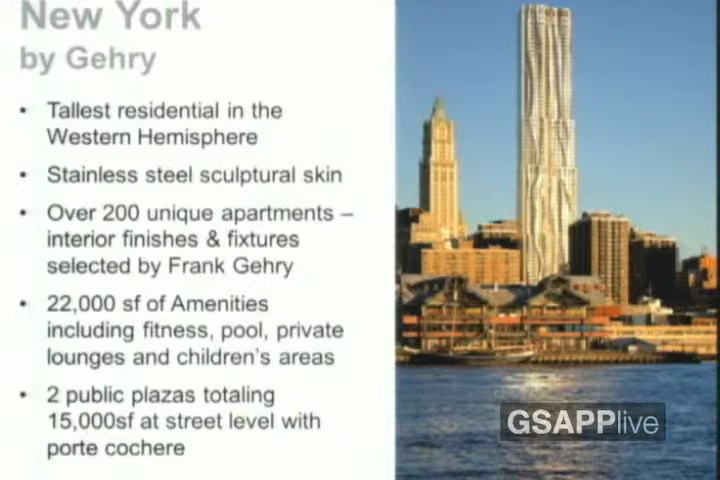 New York
by Gehry
• Tallest residential in the
Western Hemisphere
• Stainless steel sculptural skin
• Over 200 unique apartments –
interior finishes & fixtures
selected by Frank Gehry
• 22,000 sf of Amenities
including fitness, pool, private
lounges and children's areas
• 2 public plazas totaling
15,000sf at street level with
porte cochere
GSAPPlive